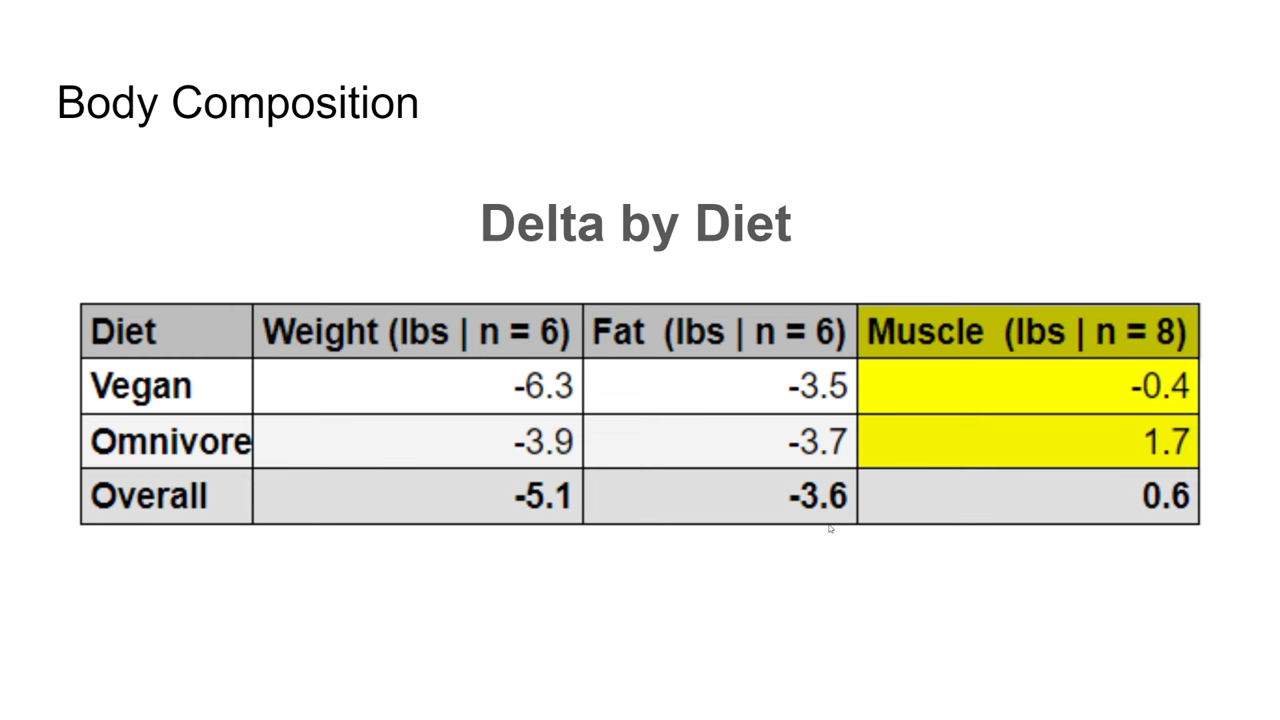 Body Composition
Delta by Diet
Diet Weight (lbs | n = 6) Fat (lbs | n = 6) Muscle (lbs | n = 8)
Vegan -6.3 -3.5 -0.4
Omnivore -3.9 -3.7 1.7
Overall -5.1 -3.6 0.6